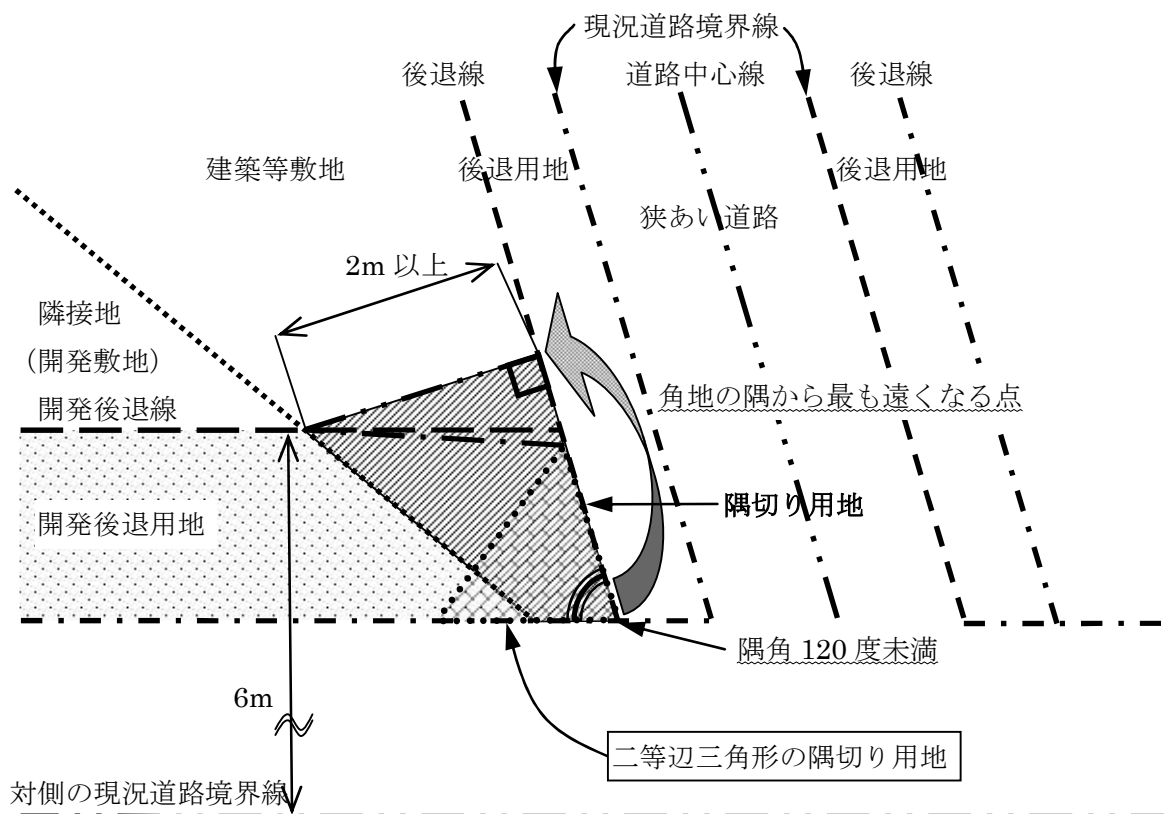 現況道路境界線
後退線
道路中心線
後退線
建築等敷地
後退用地
後退用地
狭あい道路
2m 以上
隣接地
（開発敷地）
開発後退線
角地の隅から最も遠くなる点
隅切り用地
開発後退用地
隅角 120 度未満
6m
二等辺三角形の隅切り用地
対側の現況道路境界線